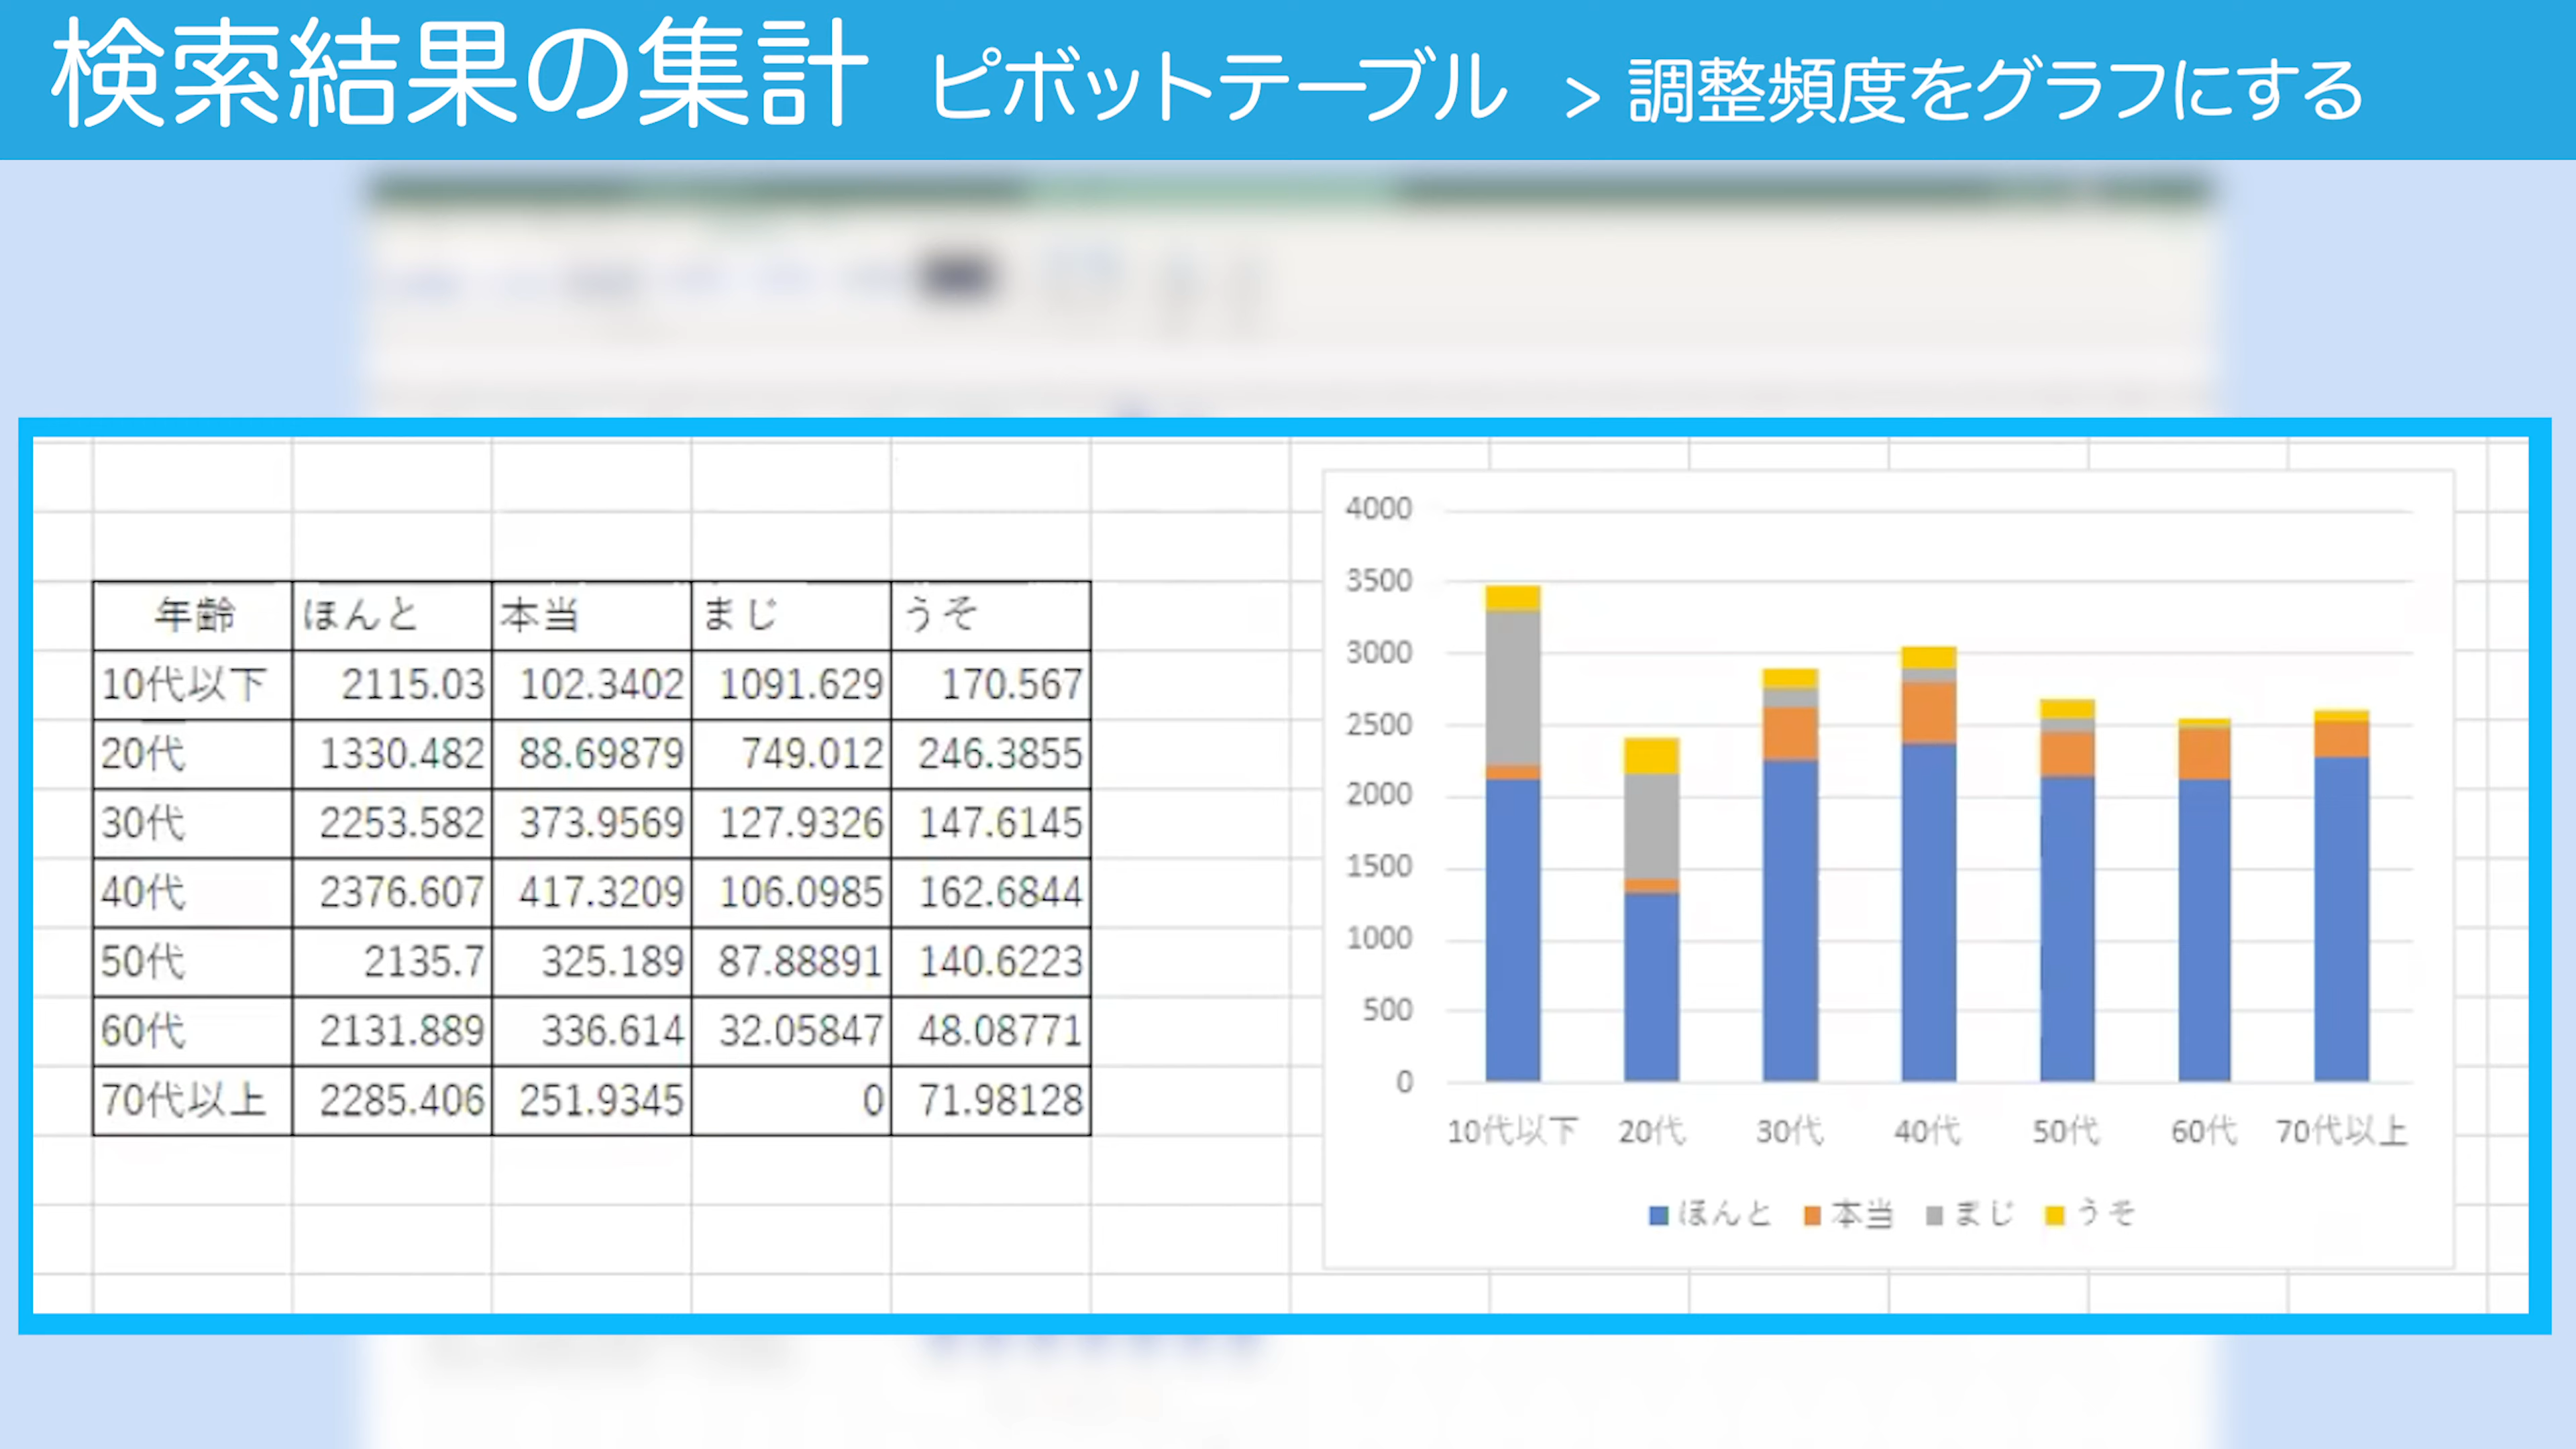 検索結果の集計 ピボットテーブル > 調整頻度をグラフにする
年齢 ほんと 本当 まじ うそ
10代以下 2115.03 102.3402 1091.629 170.567
20代 1330.482 88.69879 749.012 246.3855
30代 2253.582 373.9569 127.9326 147.6145
40代 2376.607 417.3209 106.0985 162.6844
50代 2135.7 325.189 87.88891 140.6223
60代 2131.889 336.614 32.05847 48.08771
70代以上 2285.406 251.9345 0 71.98128
4000
3500
3000
2500
2000
1500
1000
500
0
10代以下 20代 30代 40代 50代 60代 70代以上
ほんと 本当 まじ うそ